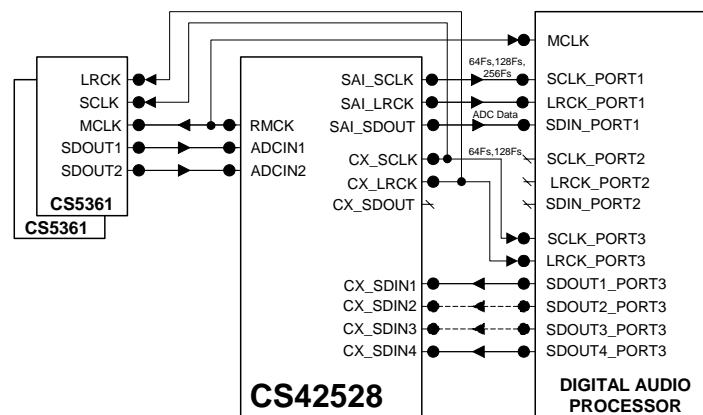 LRCK
SCLK
MCLK
SDOUT1
SDOUT2
CS5361
CS5361
RMCK
ADCIN1
ADCIN2
SAI_SCLK
SAI_LRCK
SAI_SDOUT
CX_SCLK
CX_LRCK
CX_SDOUT
CX_SDIN1
CX_SDIN2
CX_SDIN3
CX_SDIN4
CS42528
64Fs,128Fs,
256Fs
ADC Data
64Fs,128Fs
MCLK
SCLK_PORT1
LRCK_PORT1
SDIN_PORT1
SCLK_PORT2
LRCK_PORT2
SDIN_PORT2
SCLK_PORT3
LRCK_PORT3
SDOUT1_PORT3
SDOUT2_PORT3
SDOUT3_PORT3
SDOUT4_PORT3
DIGITAL AUDIO
PROCESSOR